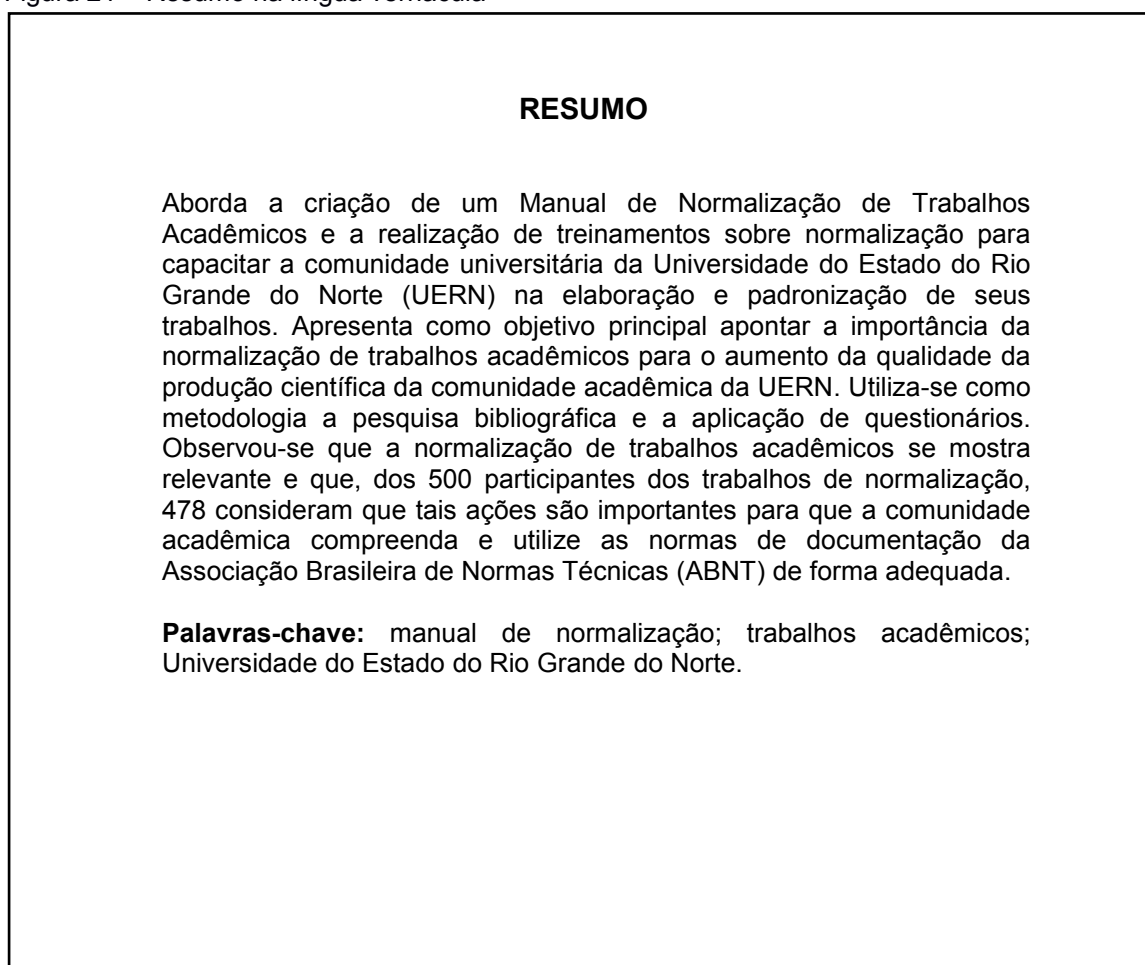 RESUMO
Aborda a criação de um Manual de Normalização de Trabalhos
Acadêmicos e a realização de treinamentos sobre normalização para
capacitar a comunidade universitária da Universidade do Estado do Rio
Grande do Norte (UERN) na elaboração e padronização de seus
trabalhos. Apresenta como objetivo principal apontar a importância da
normalização de trabalhos acadêmicos para o aumento da qualidade da
produção científica da comunidade acadêmica da UERN. Utiliza-se como
metodologia a pesquisa bibliográfica e a aplicação de questionários.
Observou-se que a normalização de trabalhos acadêmicos se mostra
relevante e que, dos 500 participantes dos trabalhos de normalização,
478 consideram que tais ações são importantes para que a comunidade
acadêmica compreenda e utilize as normas de documentação da
Associação Brasileira de Normas Técnicas (ABNT) de forma adequada.
Palavras-chave: manual de normalização; trabalhos acadêmicos;
Universidade do Estado do Rio Grande do Norte.